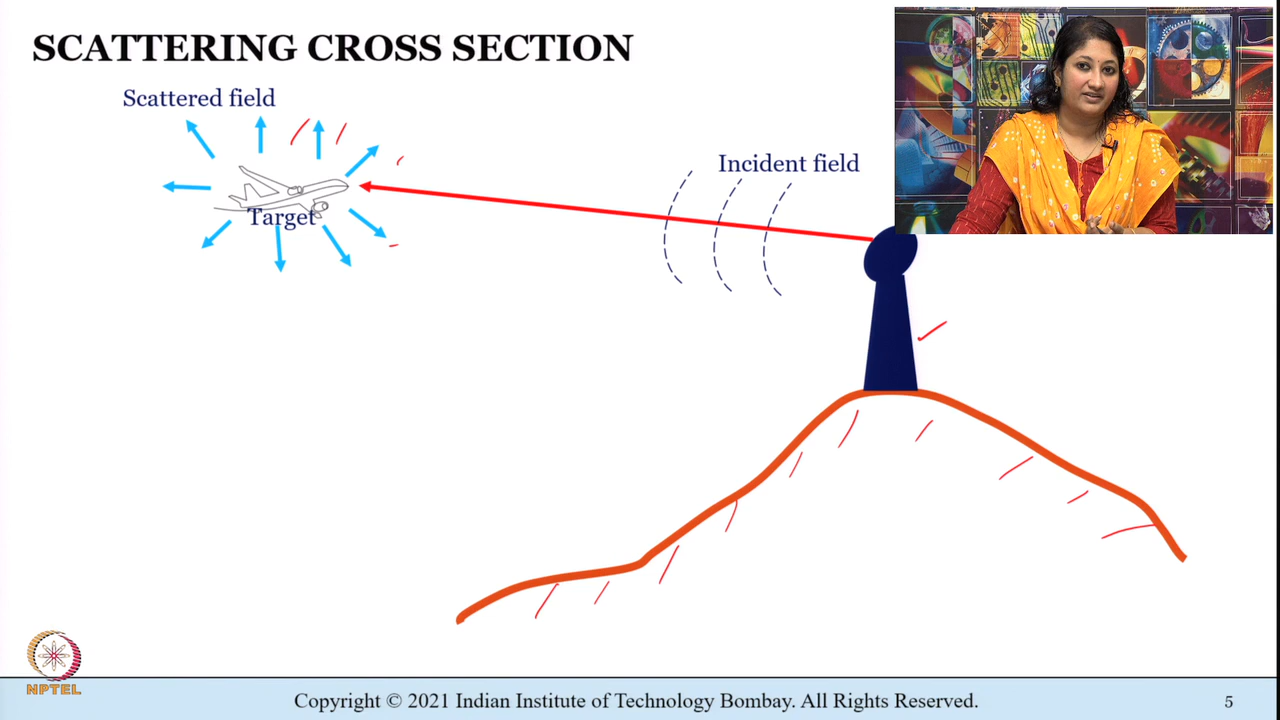 SCATTERING CROSS SECTION
Scattered field
Incident field
Target
NPTEL
Copyright © 2021 Indian Institute of Technology Bombay. All Rights Reserved.
5